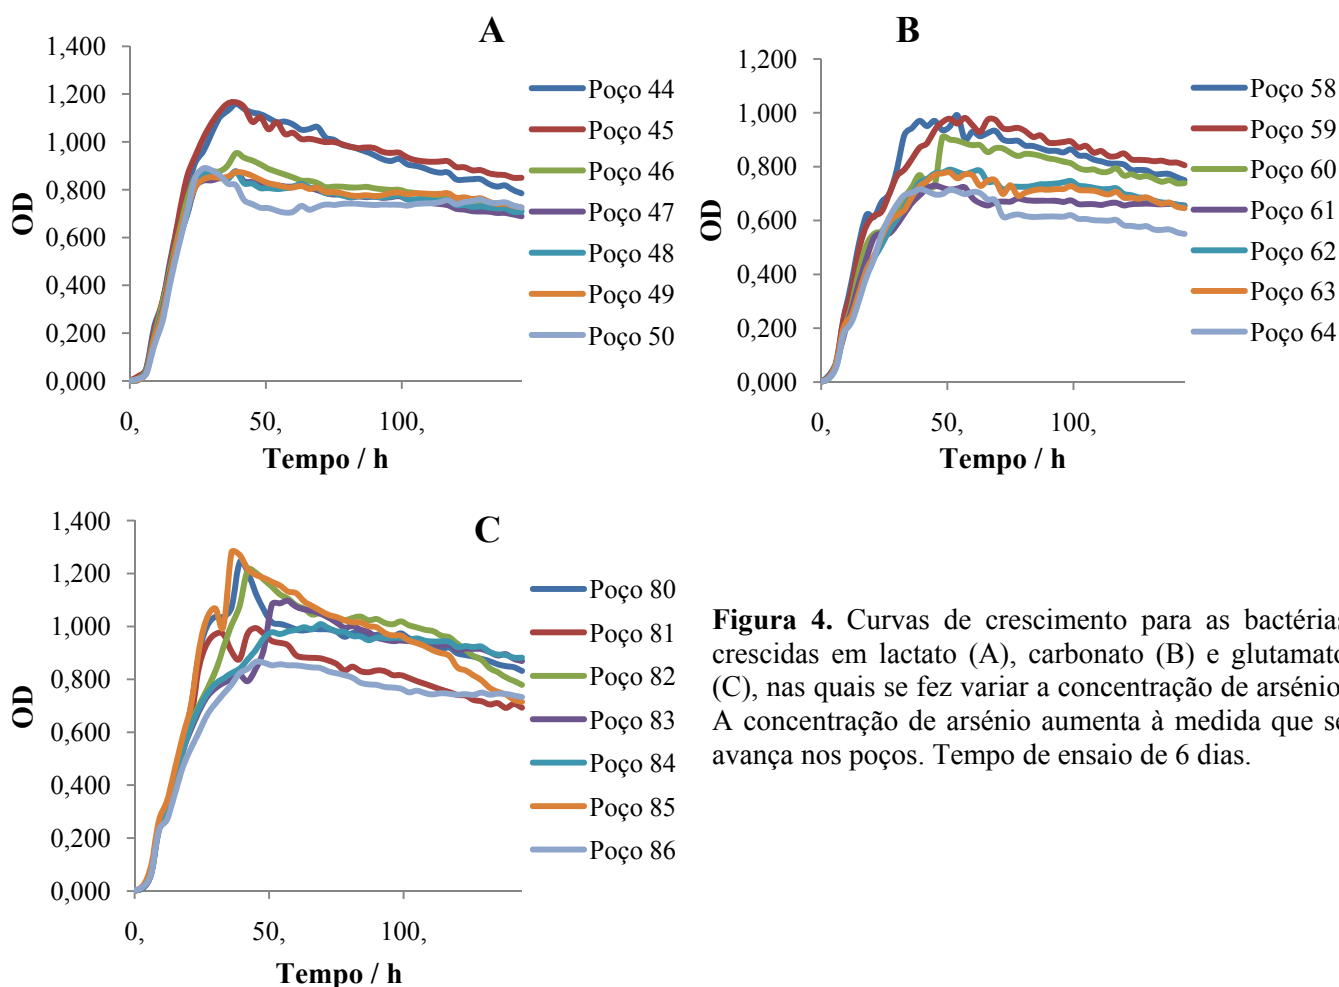 A
1,400
1,200
1,000
0,800
0,600
0,400
0,200
0,000
OD
0,
50,
100,
Tempo / h
Poço 44
Poço 45
Poço 46
Poço 47
Poço 48
Poço 49
Poço 50
B
1,200
1,000
0,800
0,600
0,400
0,200
0,000
OD
0,
50,
100,
Tempo / h
Poço 58
Poço 59
Poço 60
Poço 61
Poço 62
Poço 63
Poço 64
C
1,400
1,200
1,000
0,800
0,600
0,400
0,200
0,000
OD
0,
50,
100,
Tempo / h
Poço 80
Poço 81
Poço 82
Poço 83
Poço 84
Poço 85
Poço 86
Figura 4. Curvas de crescimento para as bactérias
crescidas em lactato (A), carbonato (B) e glutamato
(C), nas quais se fez variar a concentração de arsénio
A concentração de arsénio aumenta à medida que se
avança nos poços. Tempo de ensaio de 6 dias.